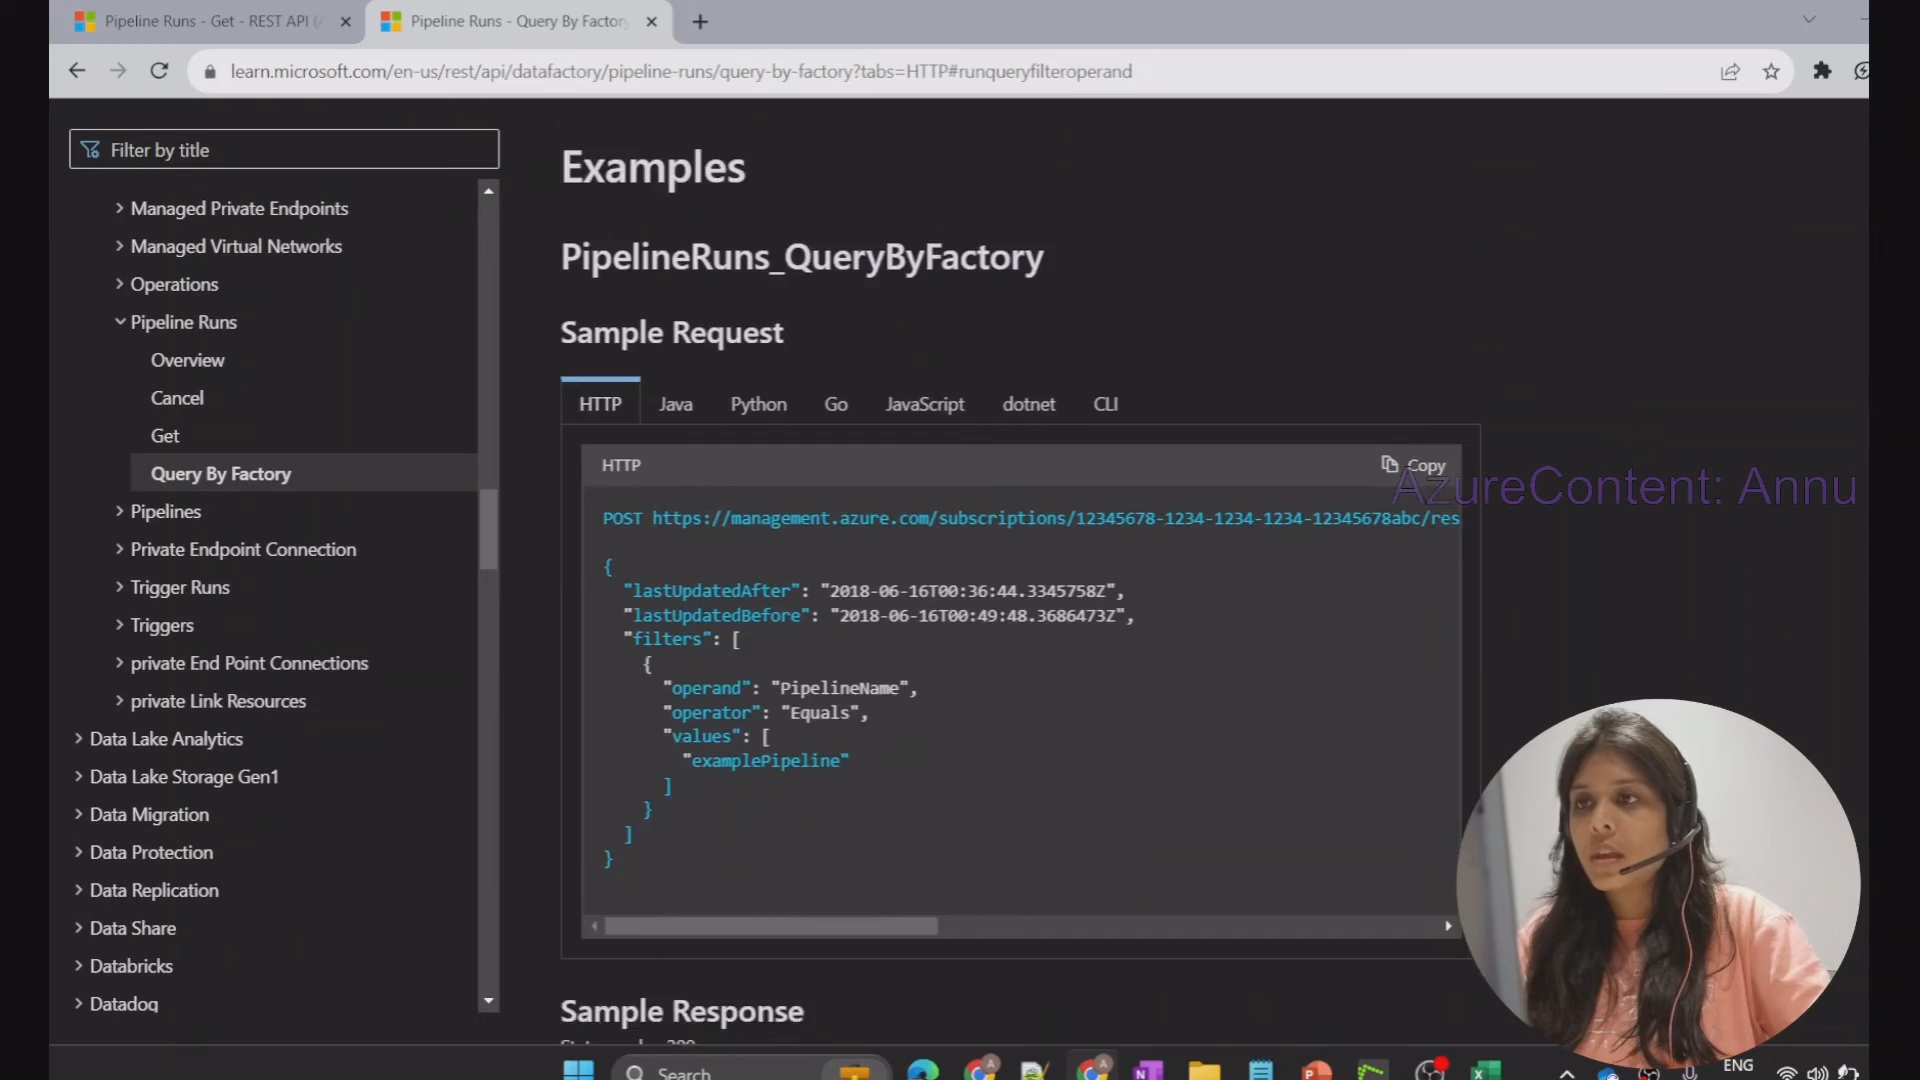 Pipeline Runs - Get - REST API (
Pipeline Runs - Query By Factory
learn.microsoft.com/en-us/rest/api/datafactory/pipeline-runs/query-by-factory?tabs=HTTP#runqueryfilteroperand
Filter by title
Managed Private Endpoints
Managed Virtual Networks
Operations
Pipeline Runs
Overview
Cancel
Get
Query By Factory
Pipelines
Private Endpoint Connection
Trigger Runs
Triggers
private End Point Connections
private Link Resources
Data Lake Analytics
Data Lake Storage Gen1
Data Migration
Data Protection
Data Replication
Data Share
Databricks
Datadog
Examples
PipelineRuns_QueryByFactory
Sample Request
HTTP Java Python Go JavaScript dotnet CLI
HTTP Copy
AzureContent: Annu
POST https://management.azure.com/subscriptions/12345678-1234-1234-1234-12345678abc/res
{
"lastUpdatedAfter": "2018-06-16T00:36:44.3345758Z",
"lastUpdatedBefore": "2018-06-16T00:49:48.3686473Z",
"filters": [
{
"operand": "PipelineName",
"operator": "Equals",
"values": [
"examplePipeline"
]
}
]
}
Sample Response
Search
ENG